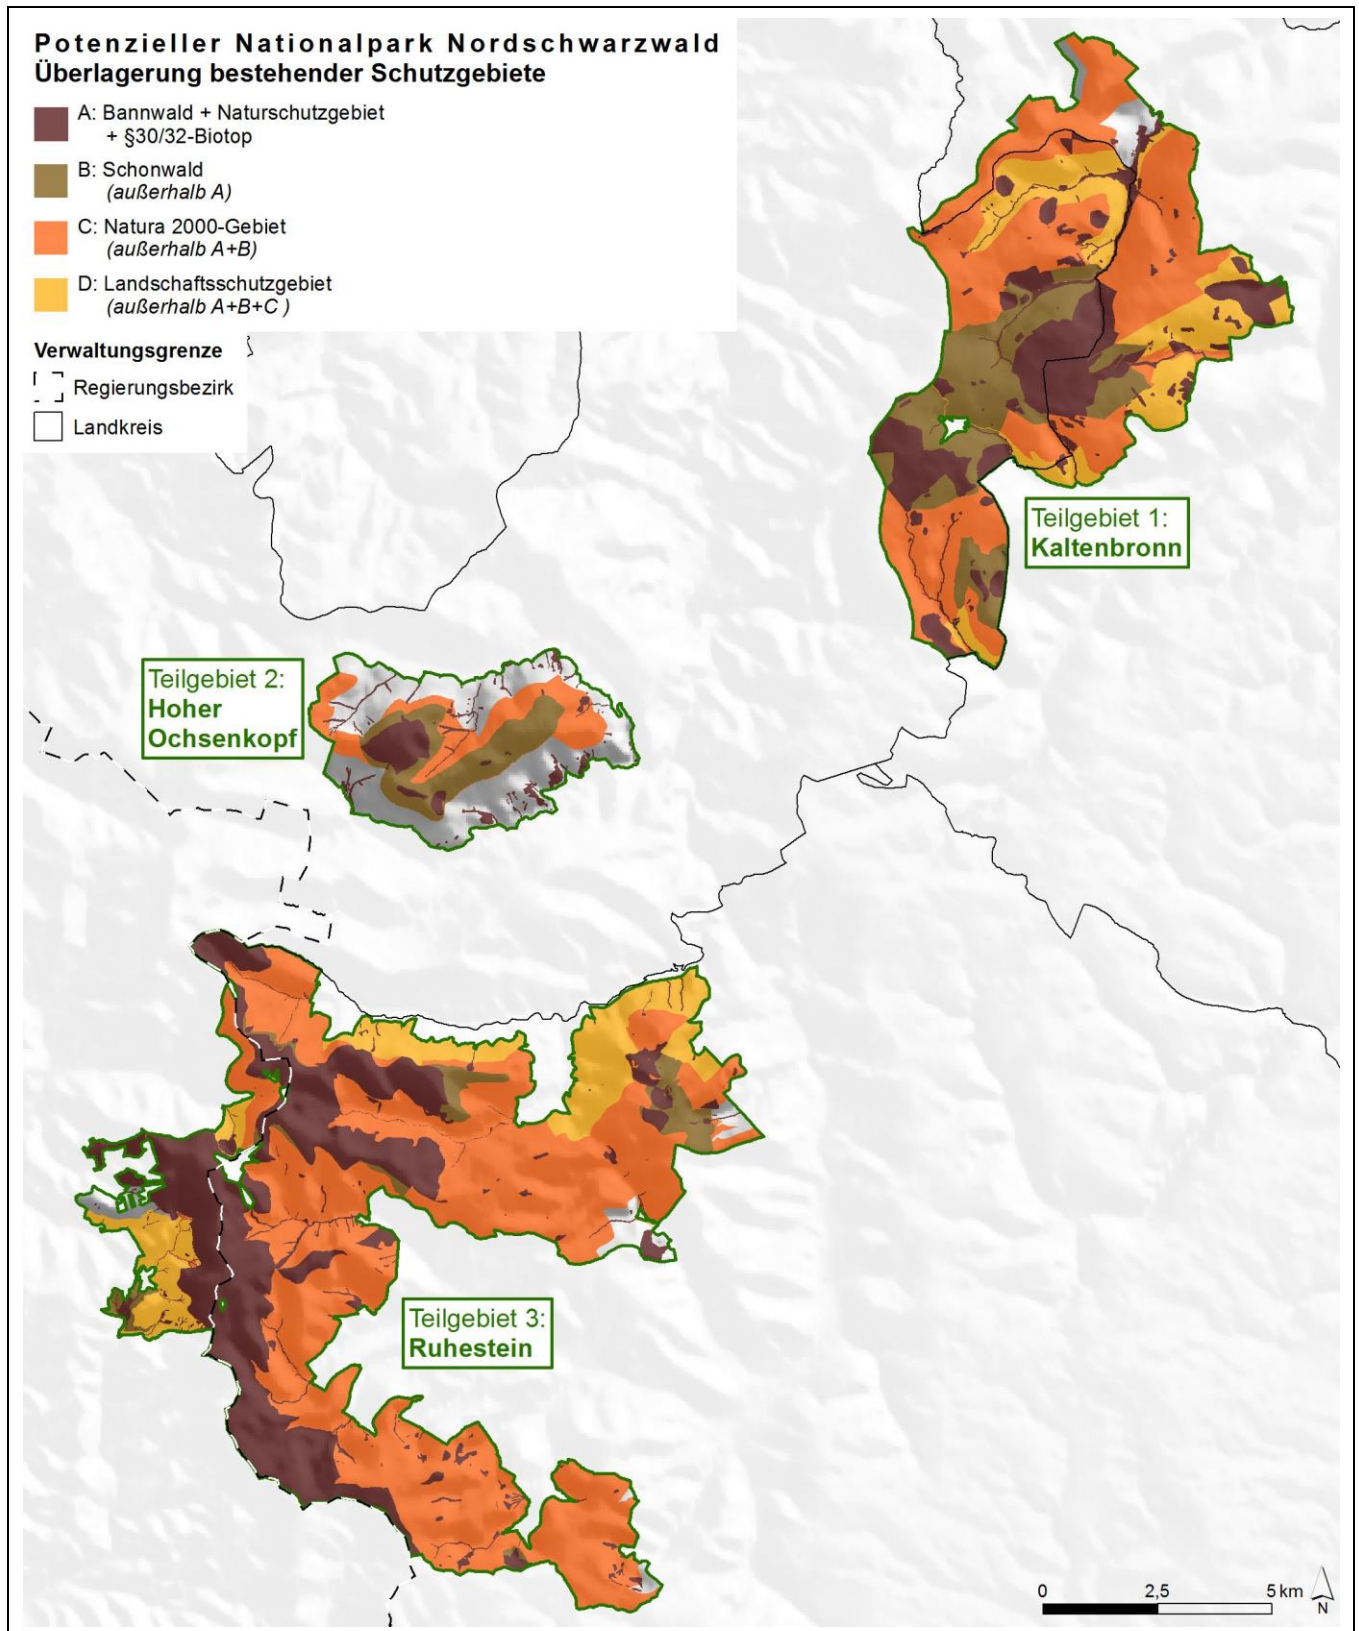 Potenzieller Nationalpark Nordschwarzwald
Überlagerung bestehender Schutzgebiete
A: Bannwald + Naturschutzgebiet
+ §30/32-Biotop
B: Schonwald
(außerhalb A)
C: Natura 2000-Gebiet
(außerhalb A+B)
D: Landschaftsschutzgebiet
(außerhalb A+B+C )
Verwaltungsgrenze
Regierungsbezirk
Landkreis
Teilgebiet 1:
Kaltenbronn
Teilgebiet 2:
Hoher
Ochsenkopf
Teilgebiet 3:
Ruhestein
0 2,5 5 km
N